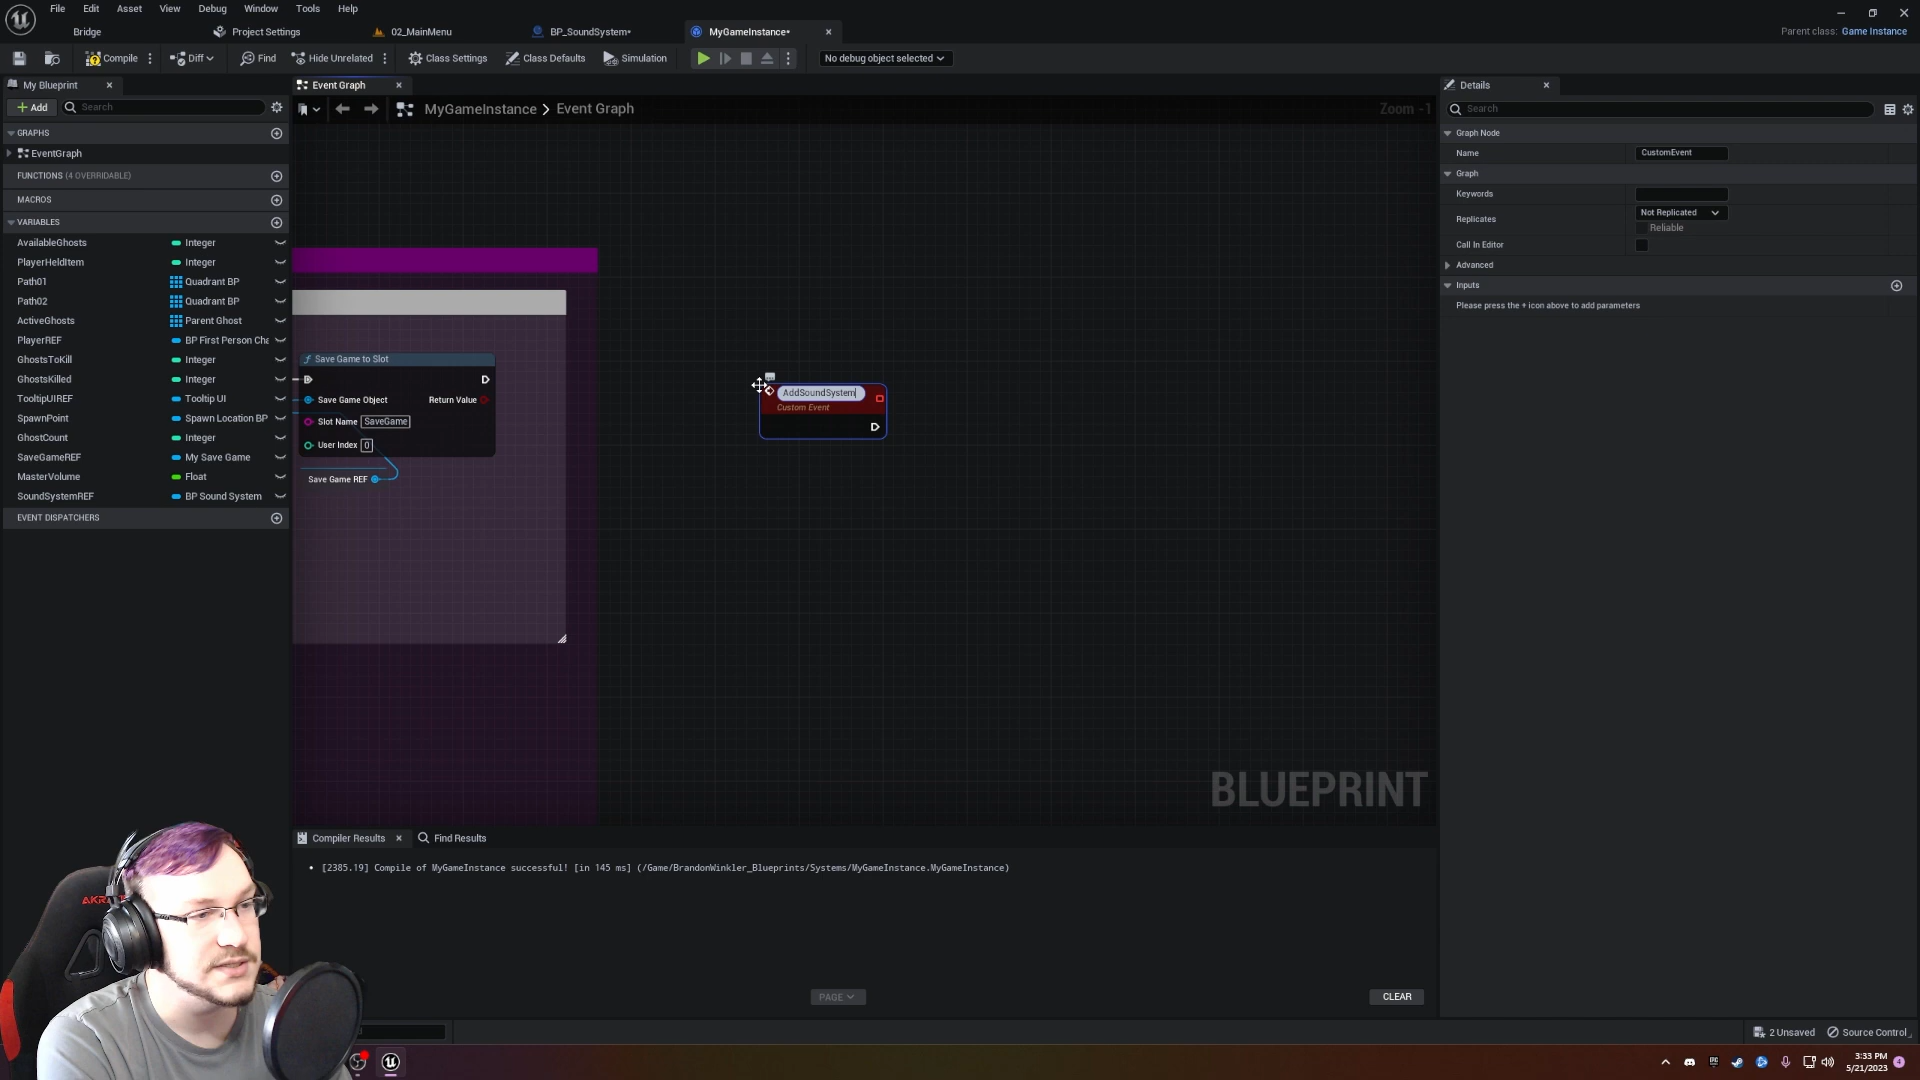 File Edit Asset View Debug Window Tools Help
Bridge Project Settings 02_MainMenu BP_SoundSystem• MyGameInstance•
Parent class: Game Instance
Compile Diff Find Hide Unrelated Class Settings Class Defaults Simulation No debug object selected
My Blueprint
Event Graph
Details
Add Search
MyGameInstance > Event Graph
Zoom -1
Search
GRAPHS
EventGraph
FUNCTIONS (4 OVERRIDABLE)
MACROS
VARIABLES
AvailableGhosts Integer
PlayerHeldItem Integer
Path01 Quadrant BP
Path02 Quadrant BP
ActiveGhosts Parent Ghost
PlayerREF BP First Person Cha
GhostsToKill Integer
GhostsKilled Integer
TooltipUIREF Tooltip UI
SpawnPoint Spawn Location BP
GhostCount Integer
SaveGameREF My Save Game
MasterVolume Float
SoundSystemREF BP Sound System
EVENT DISPATCHERS
f Save Game to Slot
Save Game Object Return Value
Slot Name SaveGame
User Index 0
Save Game REF
AddSoundSystem
Custom Event
BLUEPRINT
Graph Node
Name CustomEvent
Graph
Keywords
Replicates Not Replicated
Reliable
Call In Editor
Advanced
Inputs
Please press the + icon above to add parameters
Compiler Results Find Results
• [2385.19] Compile of MyGameInstance successful! [in 145 ms] (/Game/BrandonWinkler_Blueprints/Systems/MyGameInstance.MyGameInstance)
PAGE
CLEAR
2 Unsaved Source Control
3:33 PM
5/21/2023
4